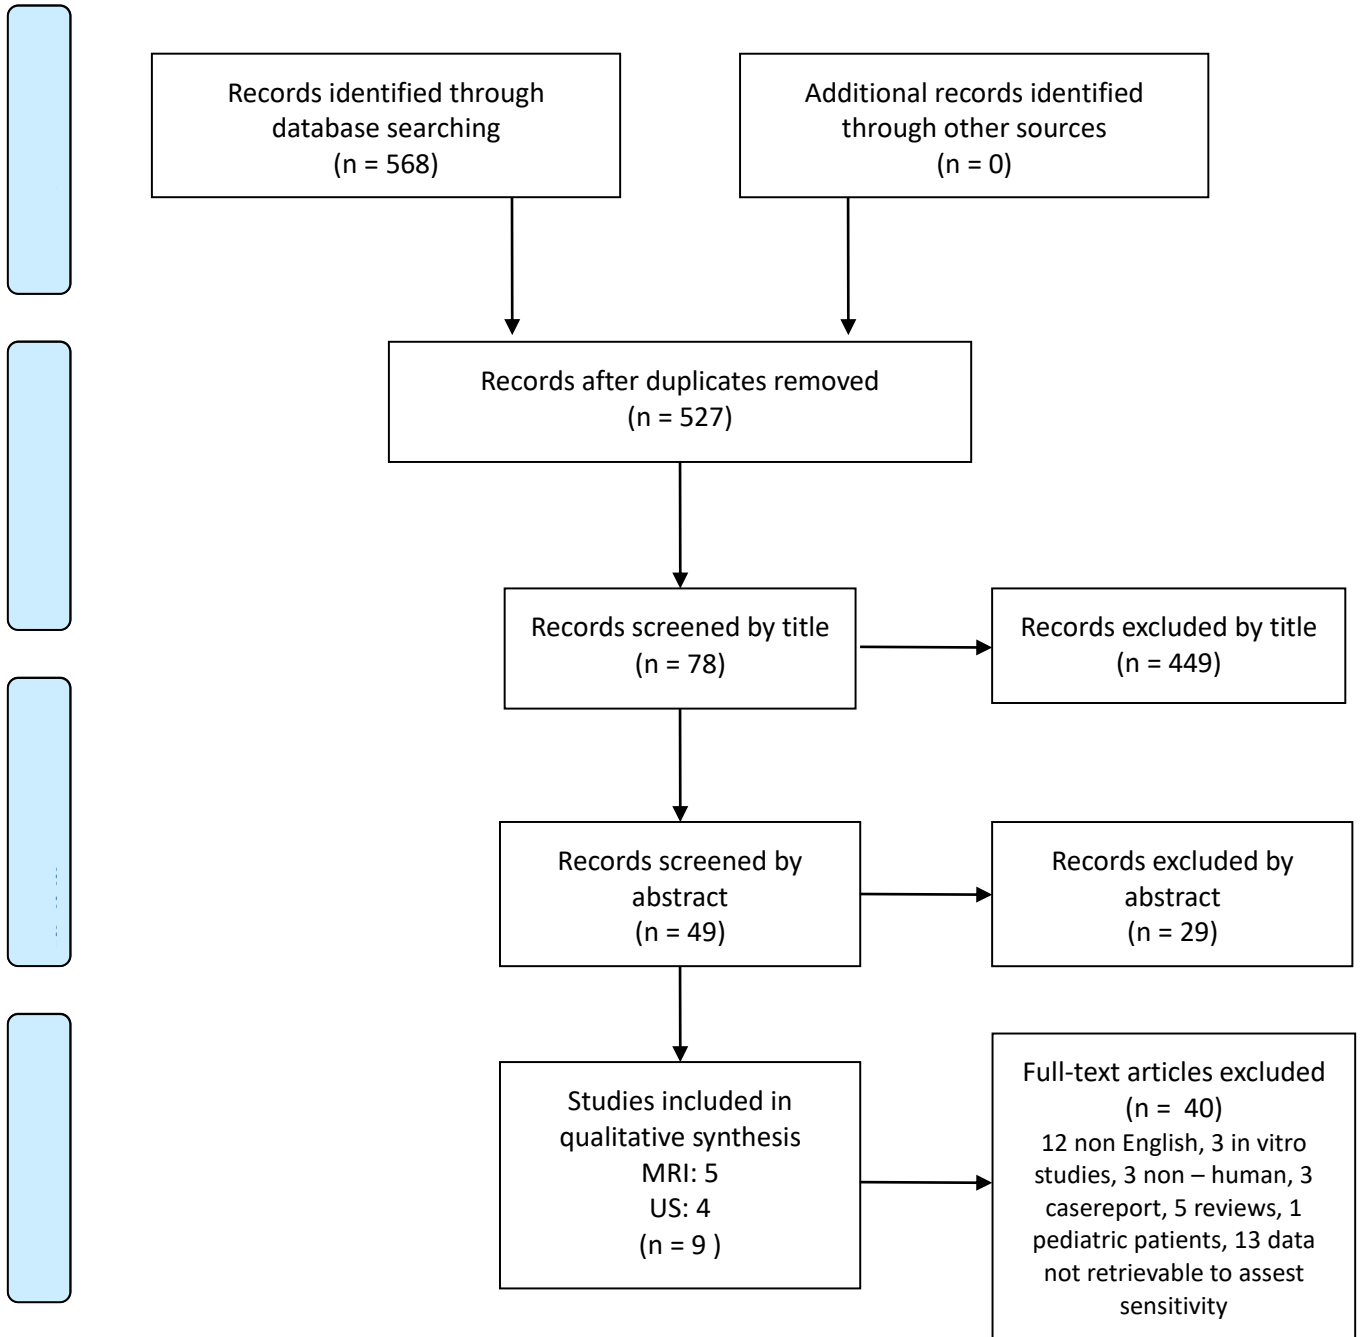 Records identified through
database searching
(n = 568)
Additional records identified
through other sources
(n = 0)
Records after duplicates removed
(n = 527)
Records screened by title
(n = 78)
Records excluded by title
(n = 449)
Records screened by
abstract
(n = 49)
Records excluded by
abstract
(n = 29)
Studies included in
qualitative synthesis
MRI: 5
US: 4
(n = 9 )
Full-text articles excluded
(n =  40)
12 non English, 3 in vitro
studies, 3 non – human, 3
casereport, 5 reviews, 1
pediatric patients, 13 data
not retrievable to assest
sensitivity